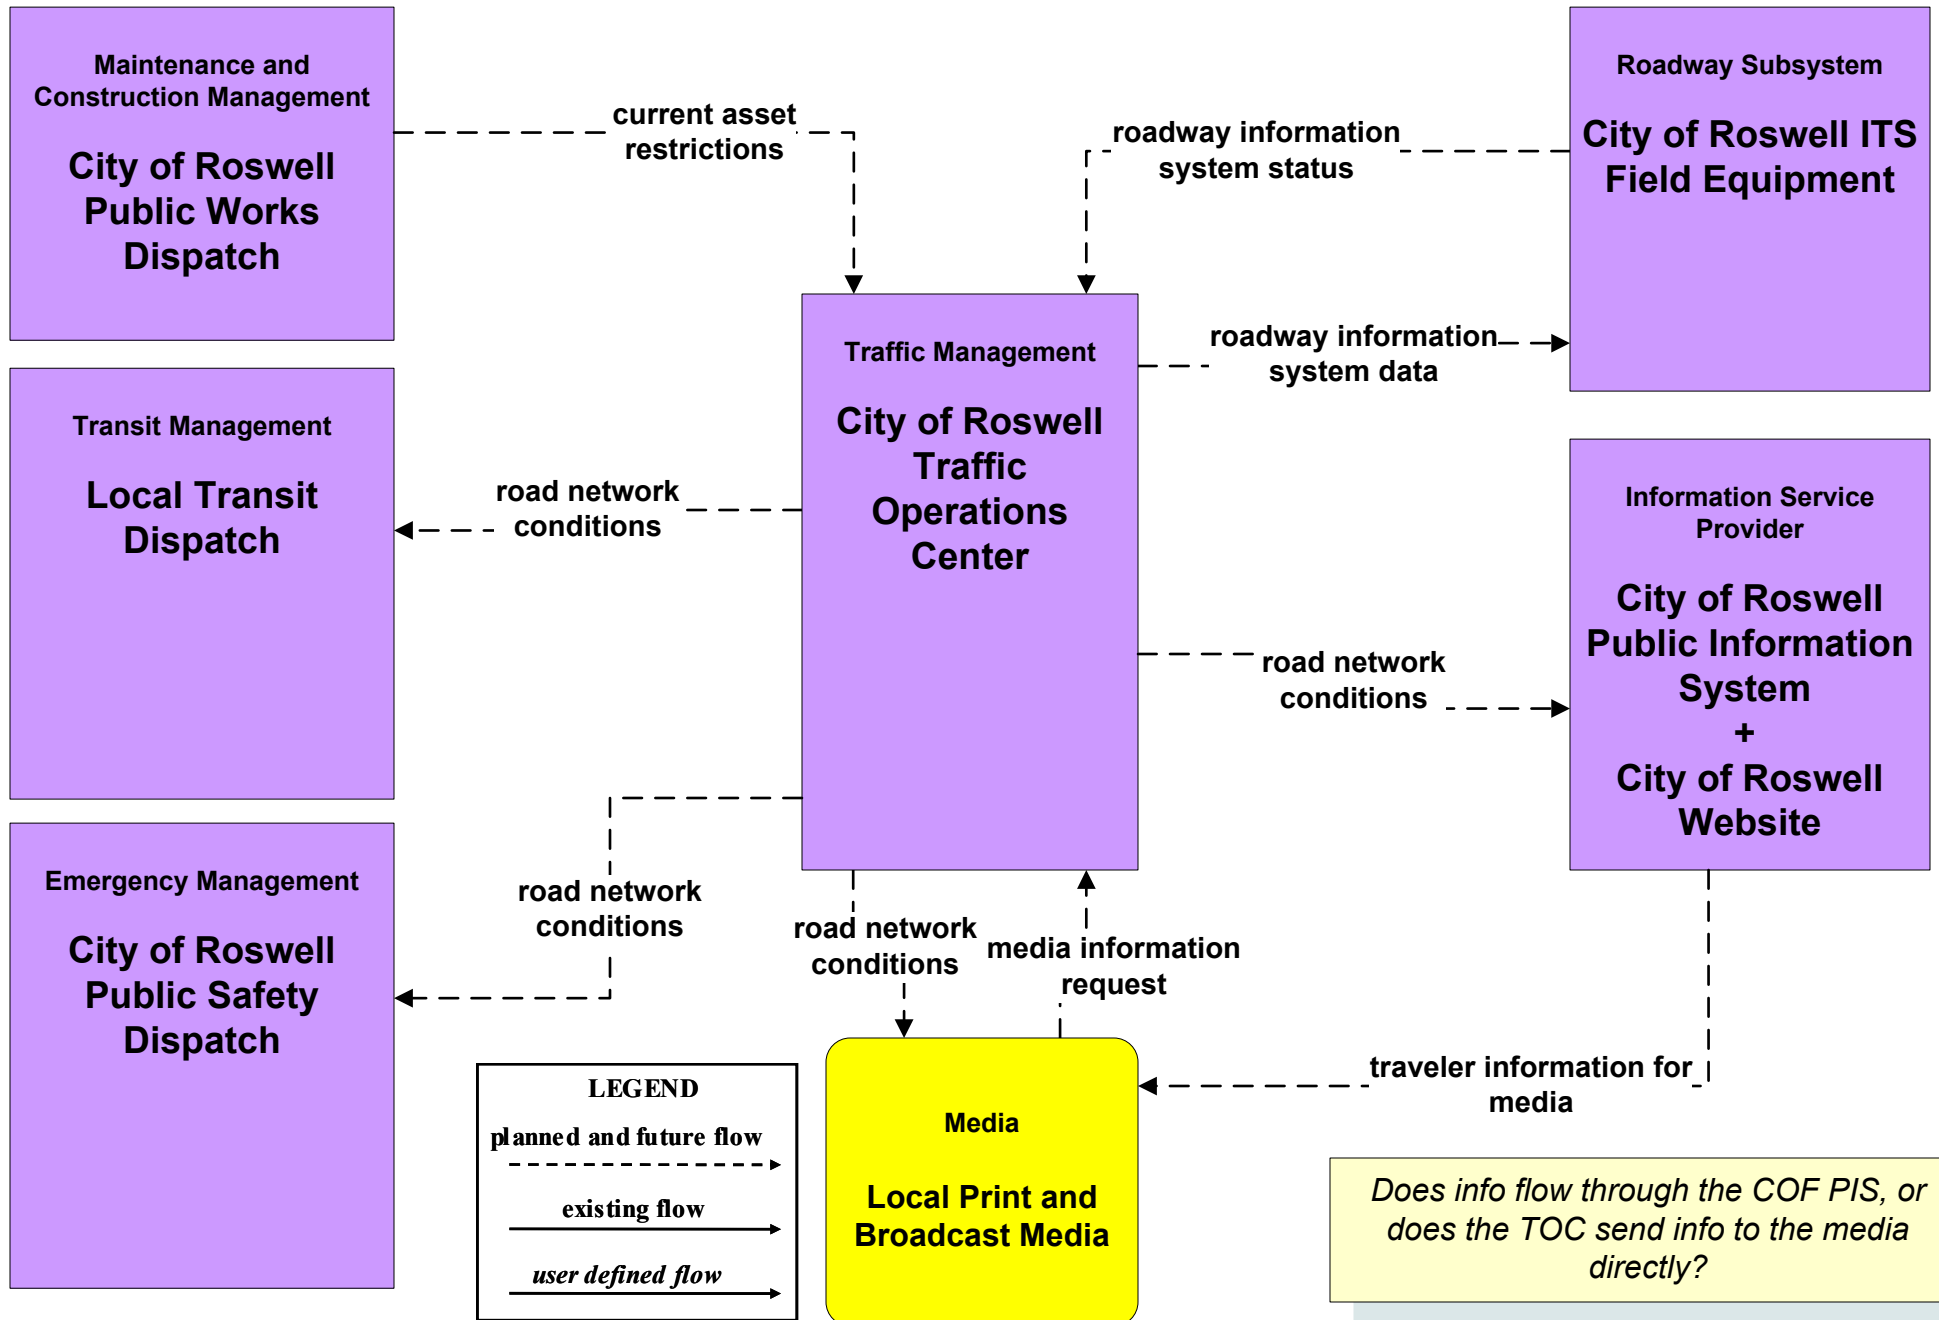 Maintenance and
Construction Management
City of Roswell
Public Works
Dispatch
current asset
restrictions
roadway information
system status
Roadway Subsystem
City of Roswell ITS
Field Equipment
Traffic Management
City of Roswell
Traffic
Operations
Center
roadway information
system data
Transit Management
Local Transit
Dispatch
road network
conditions
Information Service
Provider
City of Roswell
Public Information
System
+
City of Roswell
Website
road network
conditions
Emergency Management
City of Roswell
Public Safety
Dispatch
road network
conditions
road network
conditions
media information
request
traveler information for
media
LEGEND
planned and future flow
existing flow
user defined flow
Media
Local Print and
Broadcast Media
Does info flow through the COF PIS, or
does the TOC send info to the media
directly?